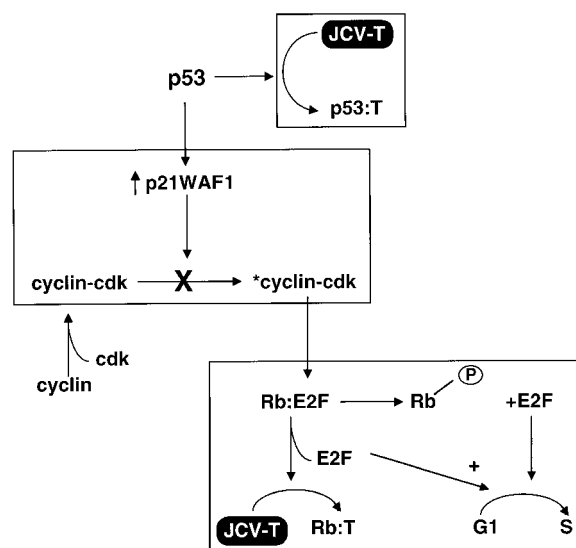 JCV-T
p53
p53:T
p21WAF1
cyclin-cdk X *cyclin-cdk
cdk
cyclin
P
Rb:E2F Rb +E2F
E2F +
JCV-T Rb:T G1 S